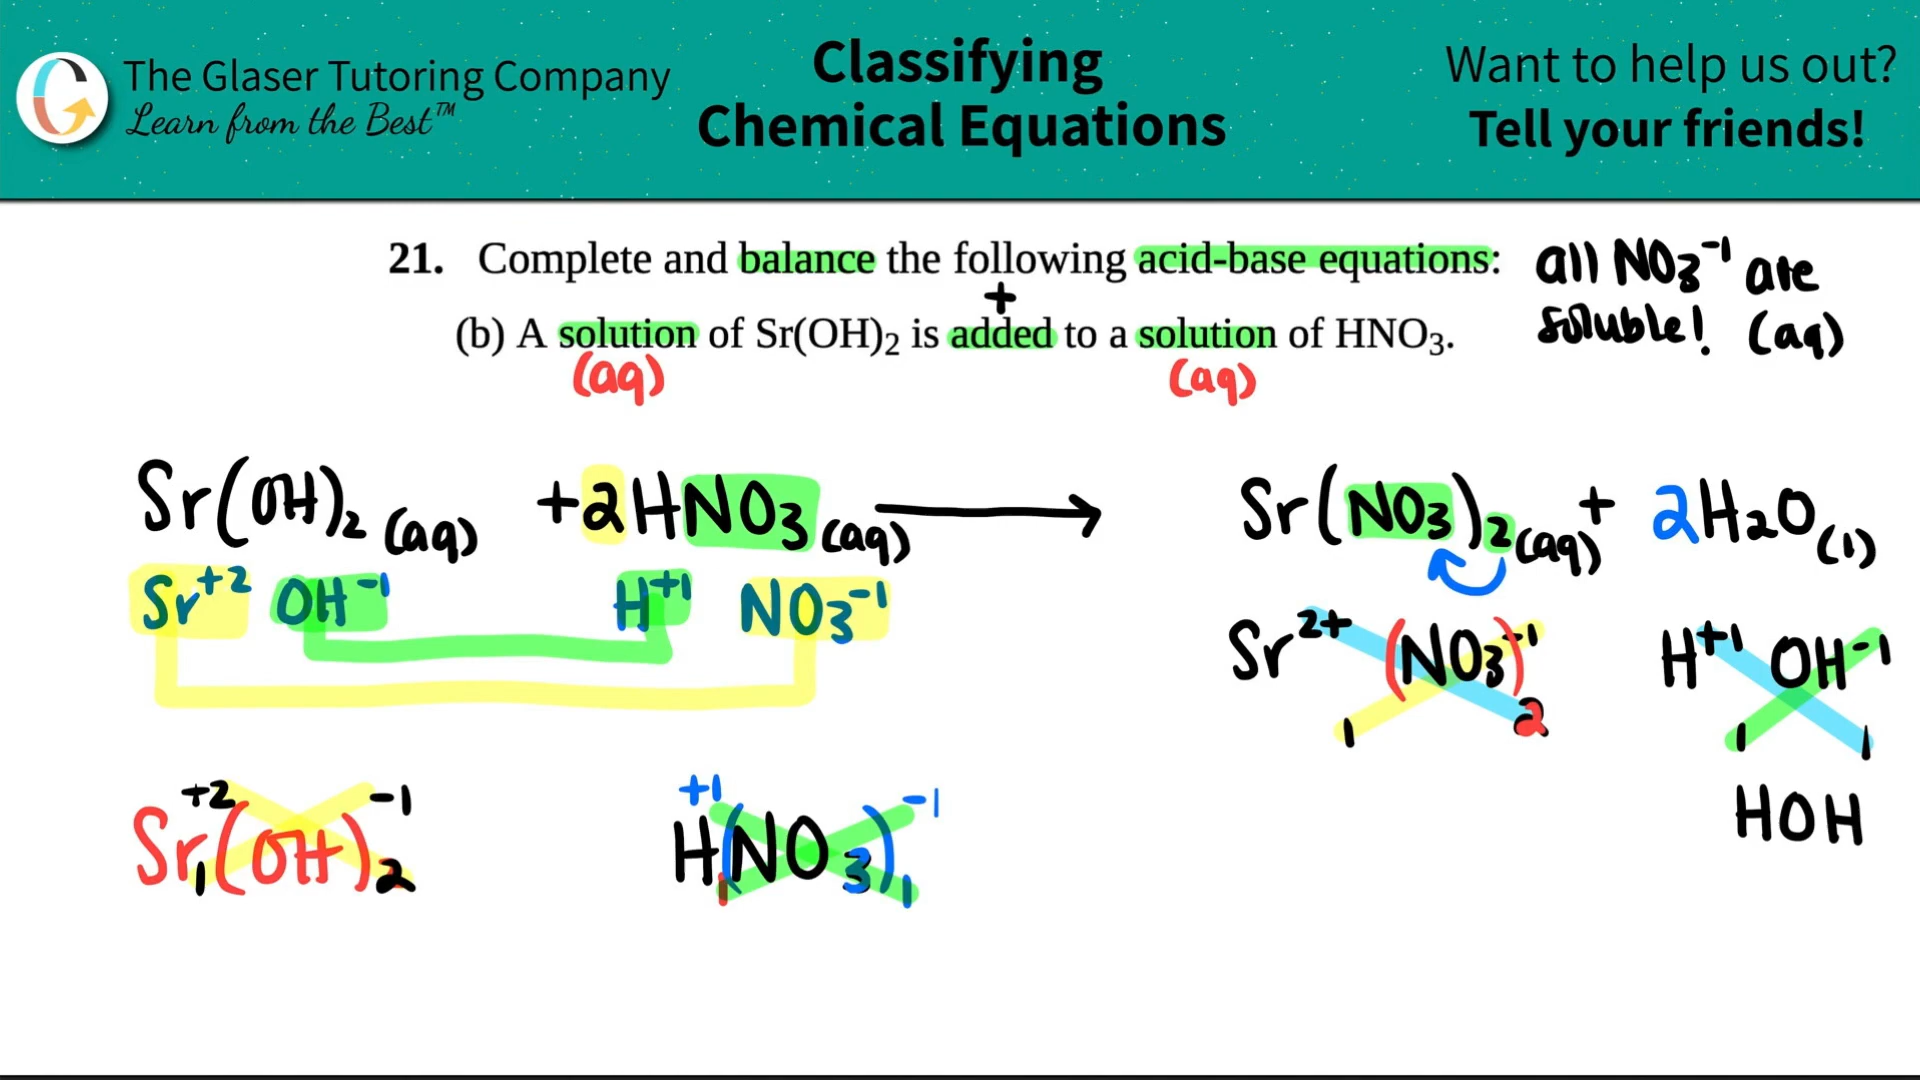 The Glaser Tutoring Company
Learn from the Best™
Classifying
Chemical Equations
Want to help us out?
Tell your friends!
21. Complete and balance the following acid-base equations:
+
(b) A solution of Sr(OH)₂ is added to a solution of HNO₃.
(aq) (aq)
all NO₃⁻¹ are
soluble! (aq)
Sr(OH)₂ (aq) + 2HNO₃ (aq) ⟶ Sr(NO₃)₂ (aq) + 2H₂O (l)
Sr⁺² OH⁻¹ H⁺¹ NO₃⁻¹
Sr²⁺ (NO₃)⁻¹ H⁺¹ OH⁻¹
1 2 1 1
HOH
+2 -1 +1 -1
Sr₁(OH)₂ H₁(NO₃)₁